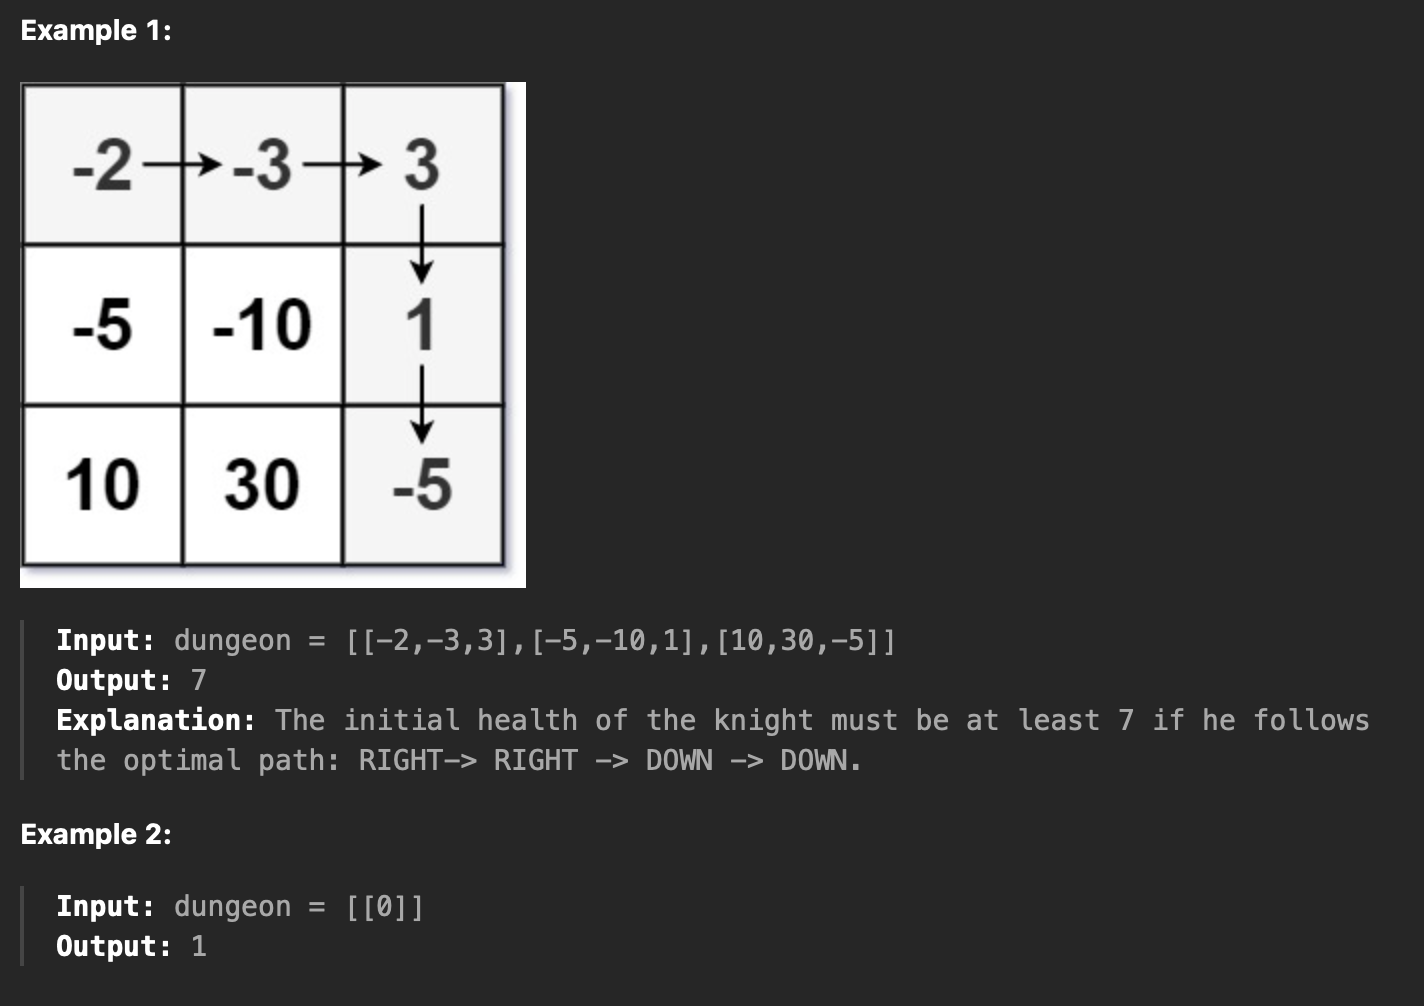 Example 1:
-2 -3 3
-5 -10 1
10 30 -5
Input: dungeon = [[-2,-3,3],[-5,-10,1],[10,30,-5]]
Output: 7
Explanation: The initial health of the knight must be at least 7 if he follows
the optimal path: RIGHT-> RIGHT -> DOWN -> DOWN.
Example 2:
Input: dungeon = [[0]]
Output: 1